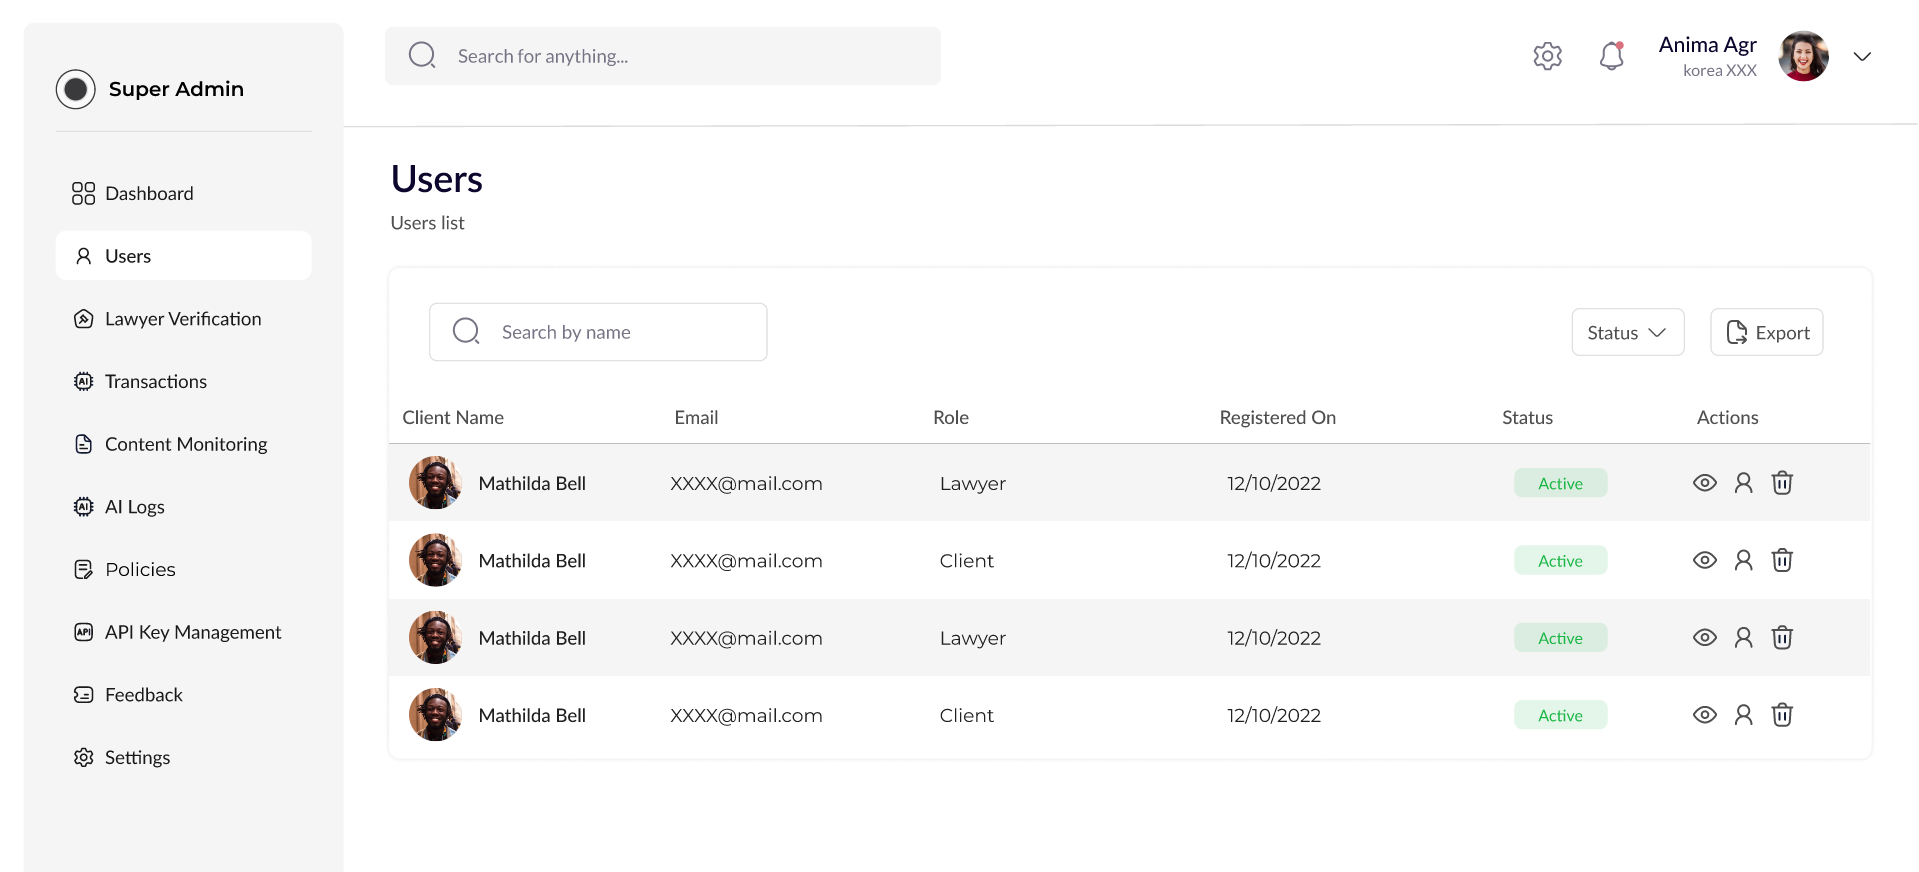 Super Admin
Search for anything...
Anima Agr
korea XXX
Dashboard
Users
Lawyer Verification
AI
Transactions
Content Monitoring
AI
AI Logs
Policies
API
API Key Management
Feedback
Settings
Users
Users list
Search by name
Status
Export
Client Name Email Role Registered On Status Actions
Mathilda Bell XXXX@mail.com Lawyer 12/10/2022 Active
Mathilda Bell XXXX@mail.com Client 12/10/2022 Active
Mathilda Bell XXXX@mail.com Lawyer 12/10/2022 Active
Mathilda Bell XXXX@mail.com Client 12/10/2022 Active